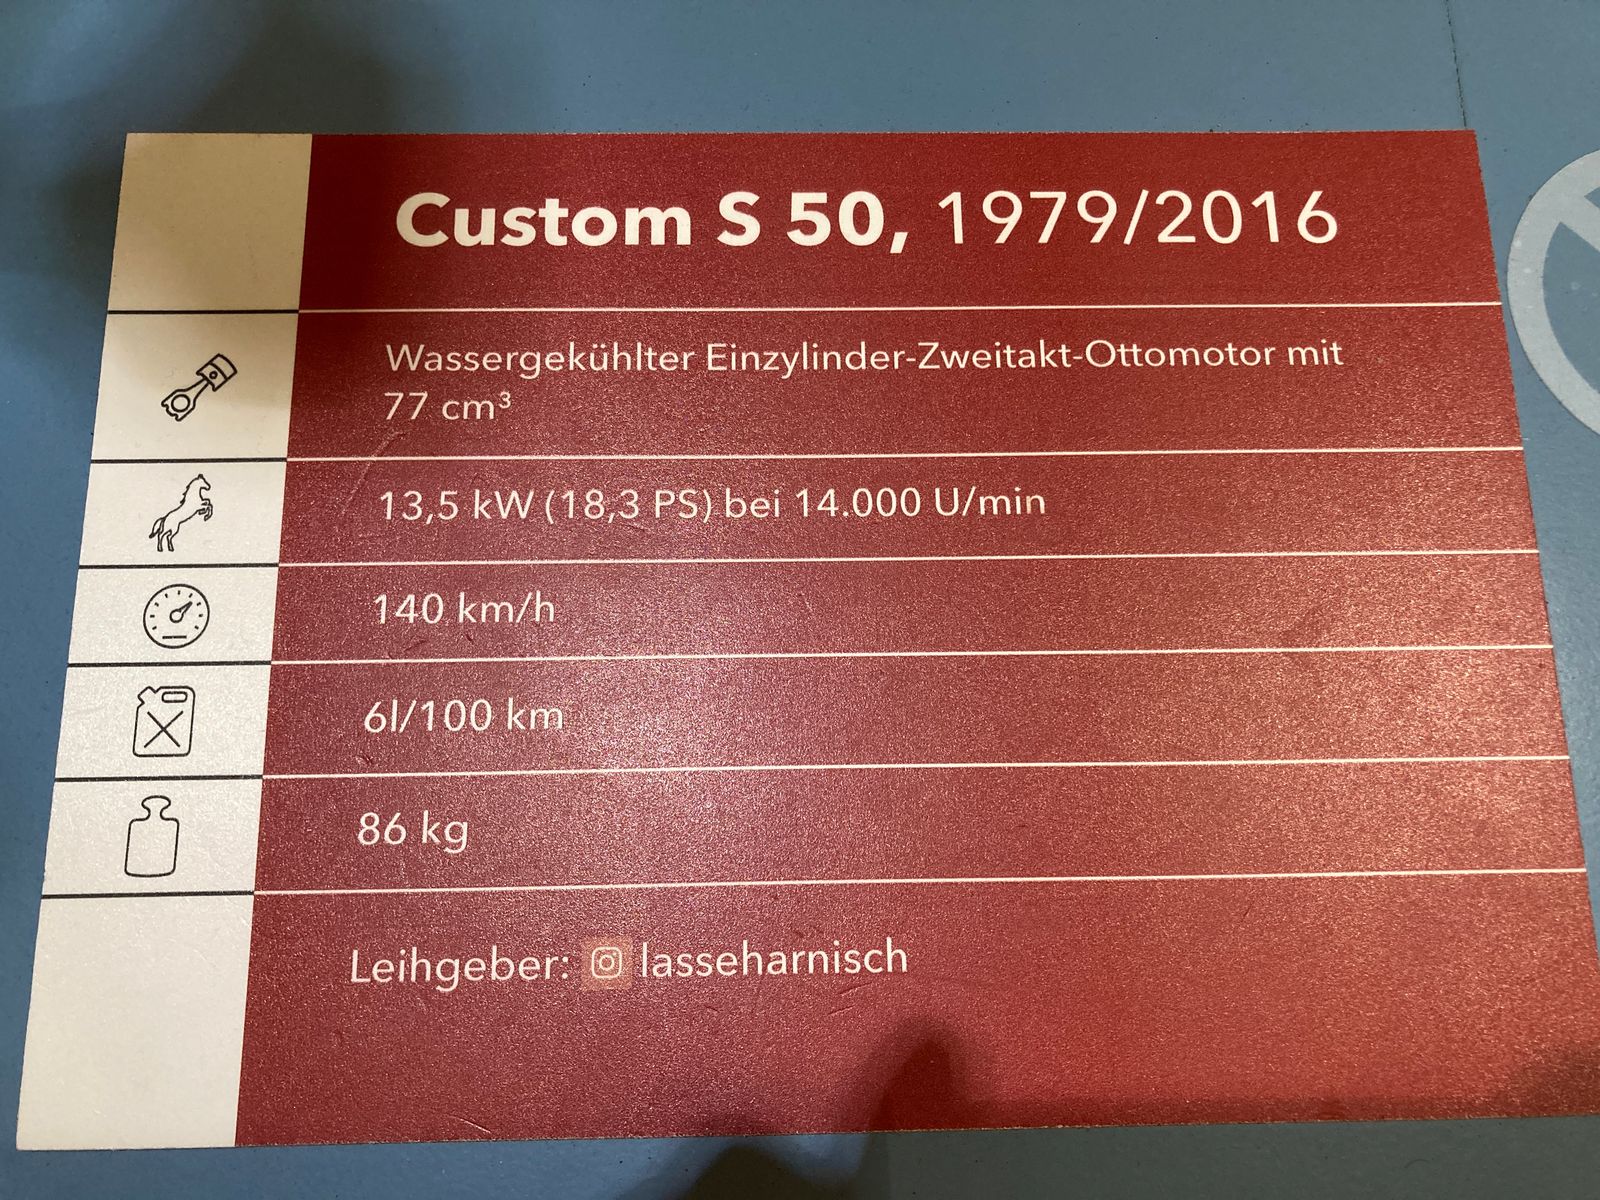 Custom S 50, 1979/2016
Wassergekühlter Einzylinder-Zweitakt-Ottomotor mit
77 cm³
13,5 kW (18,3 PS) bei 14.000 U/min
140 km/h
6l/100 km
86 kg
Leihgeber: lasseharnisch